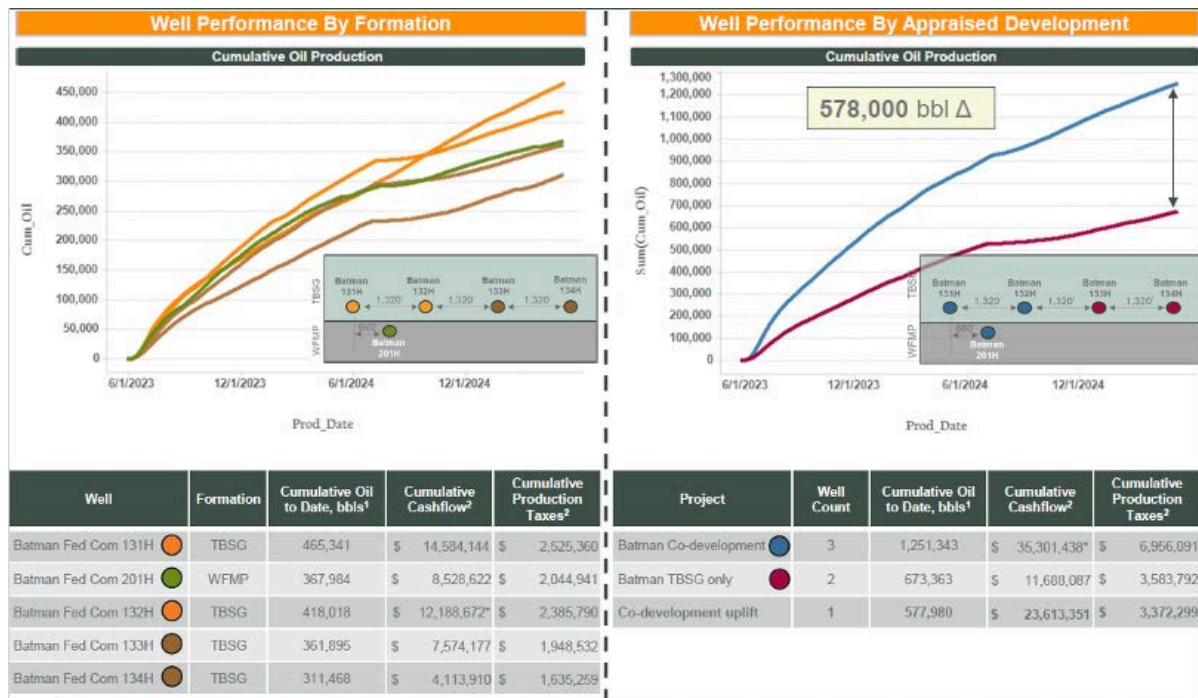 Well Performance By Formation
Cumulative Oil Production
450,000
400,000
350,000
300,000
250,000
200,000
150,000
100,000
50,000
0
Cum_Oil
6/1/2023 12/1/2023 6/1/2024 12/1/2024
Prod_Date
TBSG
WFMP
Batman 131H
Batman 132H
Batman 133H
Batman 134H
1,320' 1,320' 1,320'
660'
Batman 201H
Well Formation Cumulative Oil to Date, bbls¹ Cumulative Cashflow² Cumulative Production Taxes²
Batman Fed Com 131H TBSG 465,341 $ 14,584,144 $ 2,525,360
Batman Fed Com 201H WFMP 367,984 $ 8,528,622 $ 2,044,941
Batman Fed Com 132H TBSG 418,018 $ 12,188,672* $ 2,385,790
Batman Fed Com 133H TBSG 361,895 $ 7,574,177 $ 1,948,532
Batman Fed Com 134H TBSG 311,468 $ 4,113,910 $ 1,635,259
Well Performance By Appraised Development
Cumulative Oil Production
1,300,000
1,200,000
1,100,000
1,000,000
900,000
800,000
700,000
600,000
500,000
400,000
300,000
200,000
100,000
0
Sum(Cum_Oil)
578,000 bbl Δ
6/1/2023 12/1/2023 6/1/2024 12/1/2024
Prod_Date
TBSG
WFMP
Batman 131H
Batman 132H
Batman 133H
Batman 134H
1,320' 1,320' 1,320'
660'
Batman 201H
Project Well Count Cumulative Oil to Date, bbls¹ Cumulative Cashflow² Cumulative Production Taxes²
Batman Co-development 3 1,251,343 $ 35,301,438* $ 6,956,091
Batman TBSG only 2 673,363 $ 11,688,087 $ 3,583,792
Co-development uplift 1 577,980 $ 23,613,351 $ 3,372,299